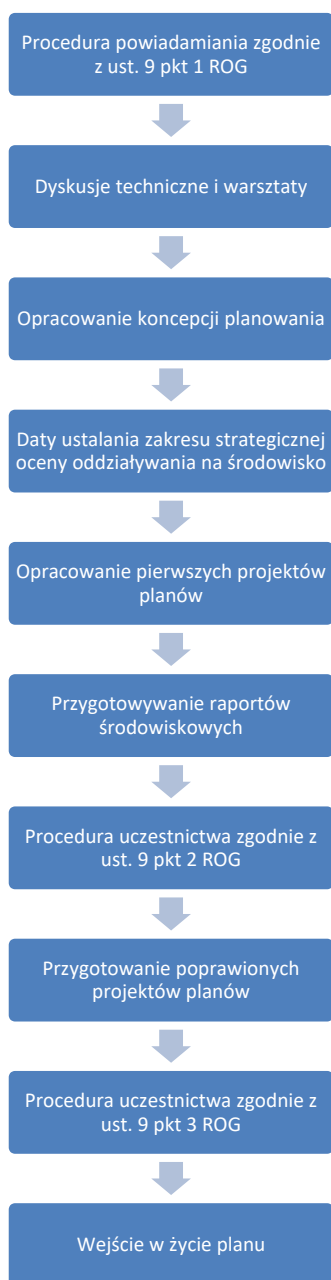 Procedura powiadamiania zgodnie
z ust. 9 pkt 1 ROG
Dyskusje techniczne i warsztaty
Opracowanie koncepcji planowania
Daty ustalania zakresu strategicznej
oceny oddziaływania na środowisko
Opracowanie pierwszych projektów
planów
Przygotowywanie raportów
środowiskowych
Procedura uczestnictwa zgodnie z
ust. 9 pkt 2 ROG
Przygotowanie poprawionych
projektów planów
Procedura uczestnictwa zgodnie z
ust. 9 pkt 3 ROG
Wejście w życie planu